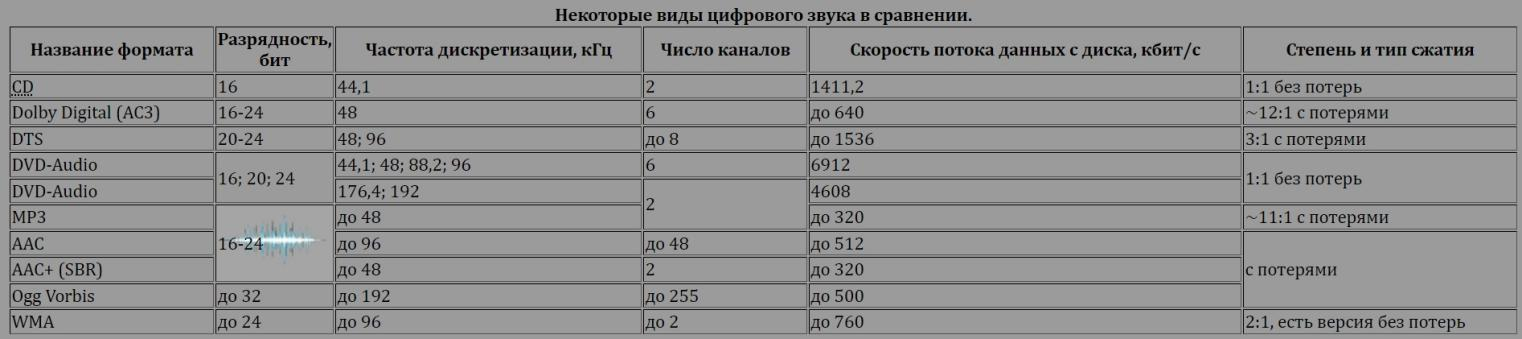 Некоторые виды цифрового звука в сравнении.
Название формата Разрядность, бит Частота дискретизации, кГц Число каналов Скорость потока данных с диска, кбит/с Степень и тип сжатия
CD 16 44,1 2 1411,2 1:1 без потерь
Dolby Digital (AC3) 16-24 48 6 до 640 ~12:1 с потерями
DTS 20-24 48; 96 до 8 до 1536 3:1 с потерями
DVD-Audio 16; 20; 24 44,1; 48; 88,2; 96 6 6912 1:1 без потерь
DVD-Audio 176,4; 192 2 4608
MP3 16-24 до 48 до 320 ~11:1 с потерями
AAC до 96 до 48 до 512 с потерями
AAC+ (SBR) до 48 2 до 320
Ogg Vorbis до 32 до 192 до 255 до 500
WMA до 24 до 96 до 2 до 760 2:1, есть версия без потерь